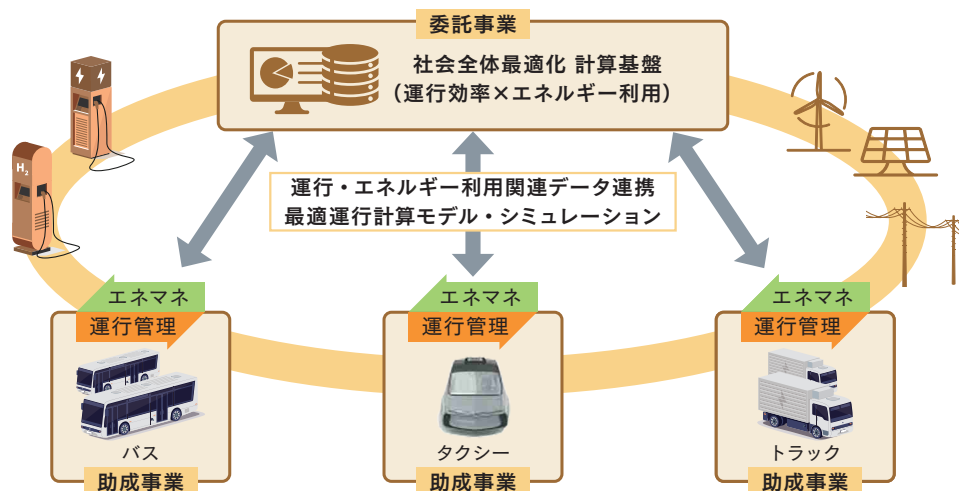 委託事業
社会全体最適化 計算基盤
（運行効率×エネルギー利用）
H₂
運行・エネルギー利用関連データ連携
最適運行計算モデル・シミュレーション
エネマネ
運行管理
バス
助成事業
エネマネ
運行管理
タクシー
助成事業
エネマネ
運行管理
トラック
助成事業